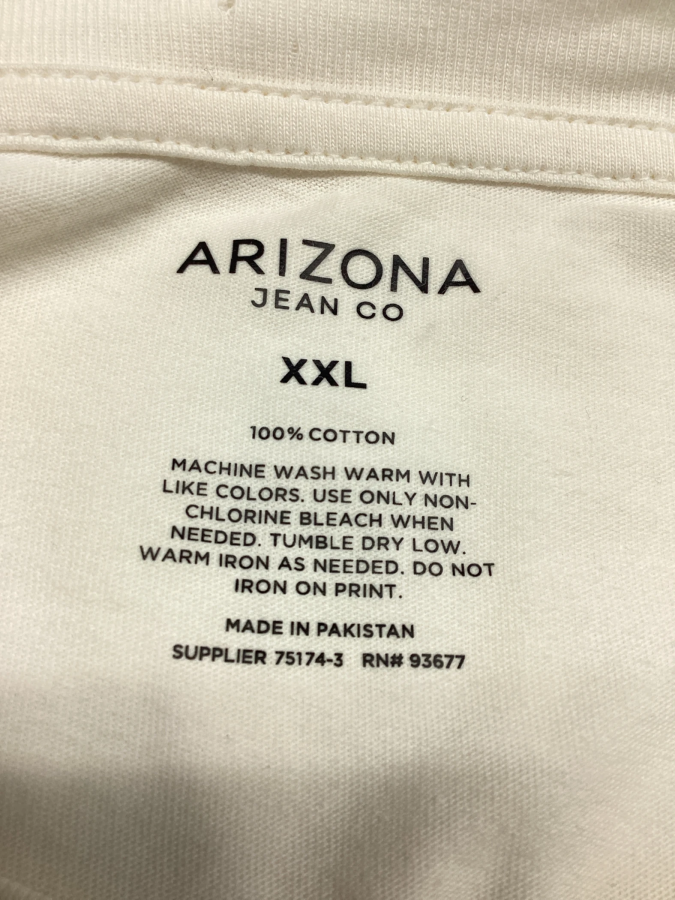 ARIZONA
JEAN CO
XXL
100% COTTON
MACHINE WASH WARM WITH
LIKE COLORS. USE ONLY NON-
CHLORINE BLEACH WHEN
NEEDED. TUMBLE DRY LOW.
WARM IRON AS NEEDED. DO NOT
IRON ON PRINT.
MADE IN PAKISTAN
SUPPLIER 75174-3 RN# 93677